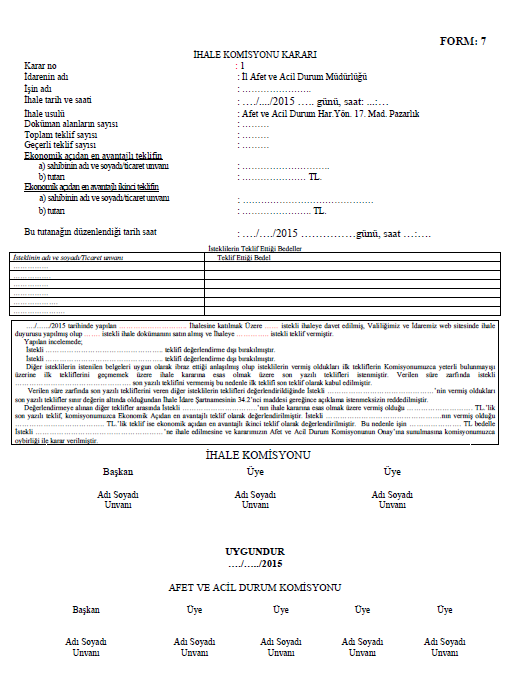 FORM: 7
İHALE KOMİSYONU KARARI
Karar no : 1
İdarenin adı : İl Afet ve Acil Durum Müdürlüğü
İşin adı : …………………..
İhale tarih ve saati : …./…./2015 ….. günü, saat: ...:…
İhale usulü : Afet ve Acil Durum Har.Yön. 17. Mad. Pazarlık
Doküman alanların sayısı : ………
Toplam teklif sayısı : ………
Geçerli teklif sayısı : ………
Ekonomik açıdan en avantajlı teklifin
a) sahibinin adı ve soyadı/ticaret unvanı : …………………………
b) tutarı : …………………. TL.
Ekonomik açıdan en avantajlı ikinci teklifin
a) sahibinin adı ve soyadı/ticaret unvanı : ……………………………………
b) tutarı : ………………….. TL.
Bu tutanağın düzenlendiği tarih saat : …./…./2015 ……………günü, saat …:….
İsteklilerin Teklif Ettiği Bedeller
İsteklinin adı ve soyadı/Ticaret unvanı Teklif Ettiği Bedel
……………
……………
……………
……………
………………
…………………
…./……/2015 tarihinde yapılan ………………………. İhalesine katılmak Üzere …… istekli ihaleye davet edilmiş, Valiliğimiz ve İdaremiz web sitesinde ihale
duyurusu yapılmış olup ……. istekli ihale dokümanını satın almış ve İhaleye ………… istekli teklif vermiştir.
Yapılan incelemede,
İstekli ………………………………………. teklifi değerlendirme dışı bırakılmıştır.
İstekli ………………………………………. teklifi değerlendirme dışı bırakılmıştır.
Diğer isteklilerin istenilen belgeleri uygun olarak ibraz ettiği anlaşılmış olup isteklilerin vermiş oldukları ilk tekliflerin Komisyonumuzca yeterli bulunmayışı
üzerine ilk tekliflerini geçmemek üzere ihale kararına esas olmak üzere son yazılı teklifleri istenmiştir. Verilen süre zarfında istekli
………………………………………. son yazılı teklifini vermemiş bu nedenle ilk teklifi son teklif olarak kabul edilmiştir.
Verilen süre zarfında son yazılı tekliflerini veren diğer isteklilerin teklifleri değerlendirildiğinde İstekli ……………………………………'nin vermiş oldukları
son yazılı teklifler sınır değerin altında olduğundan İhale İdare Şartnamesinin 34.2'nci maddesi gereğince açıklama istenmeksizin reddedilmiştir.
Değerlendirmeye alınan diğer teklifler arasında İstekli …………………………'nın ihale kararına esas olmak üzere vermiş olduğu …………………… TL.'lik
son yazılı teklif, komisyonumuzca Ekonomik Açıdan en avantajlı teklif olarak değerlendirilmiştir. İstekli ……………………………………..nın vermiş olduğu
……………………………. TL.'lik teklif ise ekonomik açıdan en avantajlı ikinci teklif olarak değerlendirilmiştir. Bu nedenle işin ………………… TL bedelle
İstekli ………………………………………'ne ihale edilmesine ve kararımızın Afet ve Acil Durum Komisyonunun Onay'ına sunulmasına komisyonumuzca
oybirliği ile karar verilmiştir.
İHALE KOMİSYONU
Başkan Üye Üye
Adı Soyadı Adı Soyadı Adı Soyadı
Unvanı Unvanı Unvanı
UYGUNDUR
…./…../2015
AFET VE ACİL DURUM KOMİSYONU
Başkan Üye Üye Üye Üye
Adı Soyadı Adı Soyadı Adı Soyadı Adı Soyadı Adı Soyadı
Unvanı Unvanı Unvanı Unvanı Unvanı